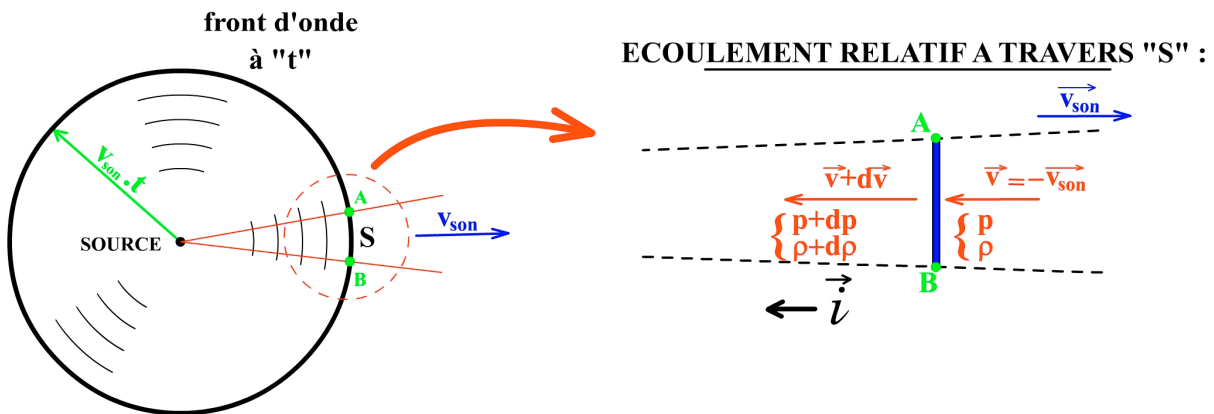 front d'onde
à "t"
v_son.t
SOURCE
A
S
B
v_son
ECOULEMENT RELATIF A TRAVERS "S" :
v_son
A
v+dv
v=-v_son
p+dp
ρ+dρ
p
ρ
B
i